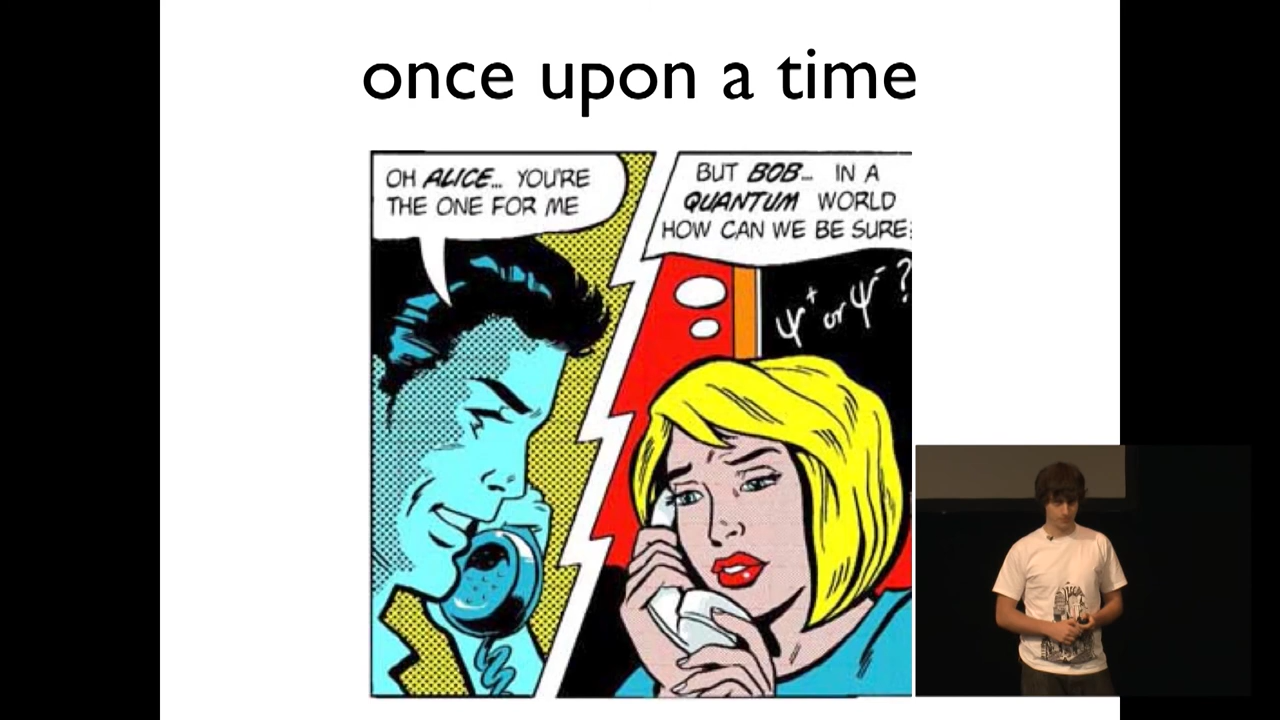 once upon a time
OH ALICE... YOU'RE
THE ONE FOR ME
BUT BOB... IN A
QUANTUM WORLD
HOW CAN WE BE SURE?
ψ+ or ψ- ?